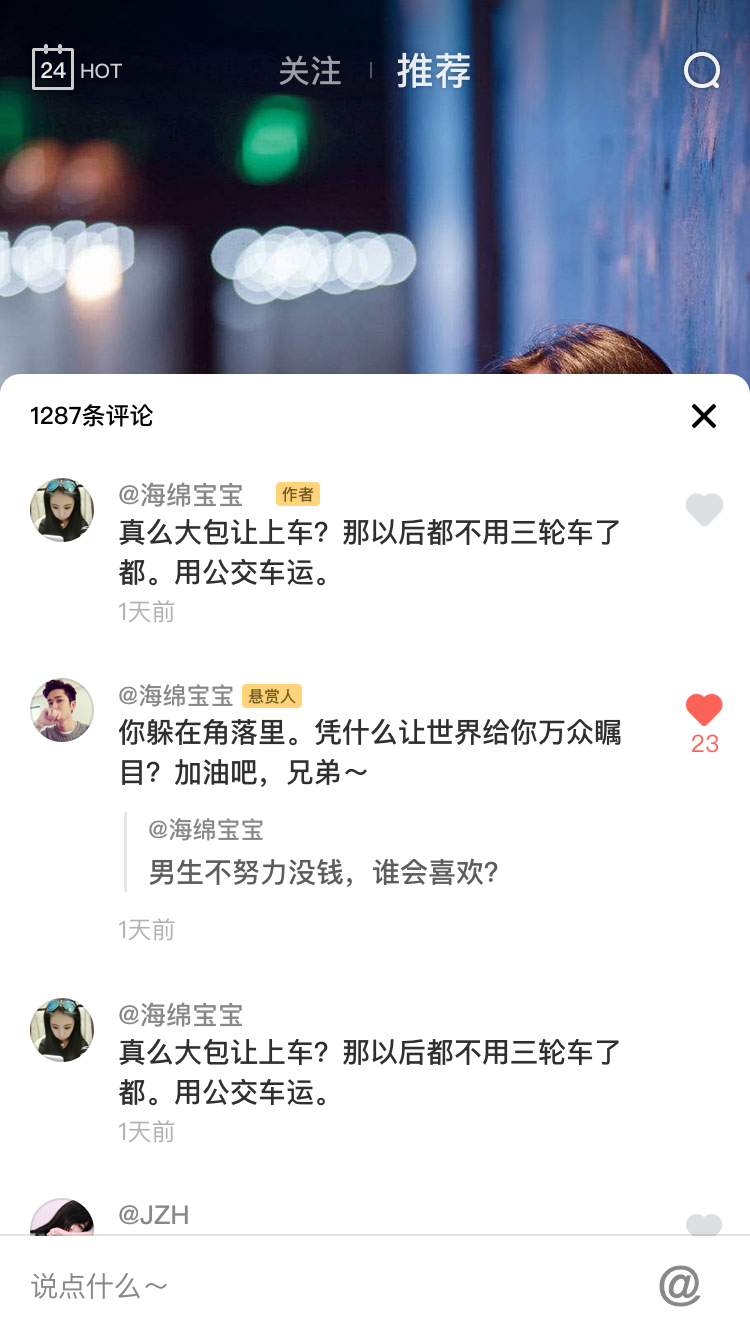 24 HOT 关注 推荐
1287条评论
@海绵宝宝 作者
真么大包让上车？那以后都不用三轮车了
都。用公交车运。
1天前
@海绵宝宝 悬赏人
你躲在角落里。凭什么让世界给你万众瞩
目？加油吧，兄弟～
23
@海绵宝宝
男生不努力没钱，谁会喜欢?
1天前
@海绵宝宝
真么大包让上车？那以后都不用三轮车了
都。用公交车运。
1天前
@JZH
说点什么～ @